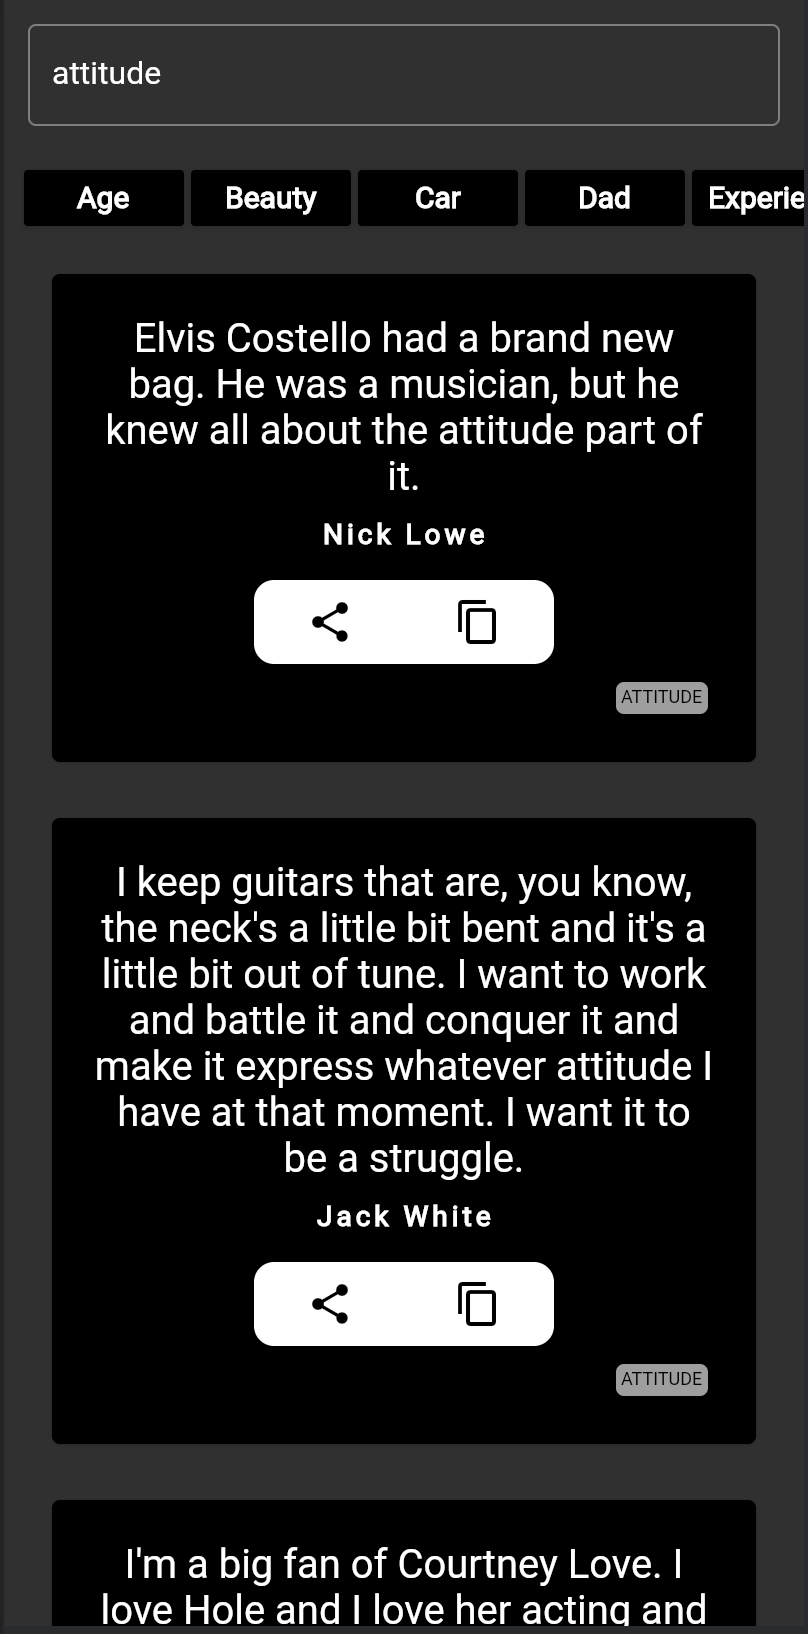 attitude
Age Beauty Car Dad Experie
Elvis Costello had a brand new
bag. He was a musician, but he
knew all about the attitude part of
it.
Nick Lowe
ATTITUDE
I keep guitars that are, you know,
the neck's a little bit bent and it's a
little bit out of tune. I want to work
and battle it and conquer it and
make it express whatever attitude I
have at that moment. I want it to
be a struggle.
Jack White
ATTITUDE
I'm a big fan of Courtney Love. I
love Hole and I love her acting and